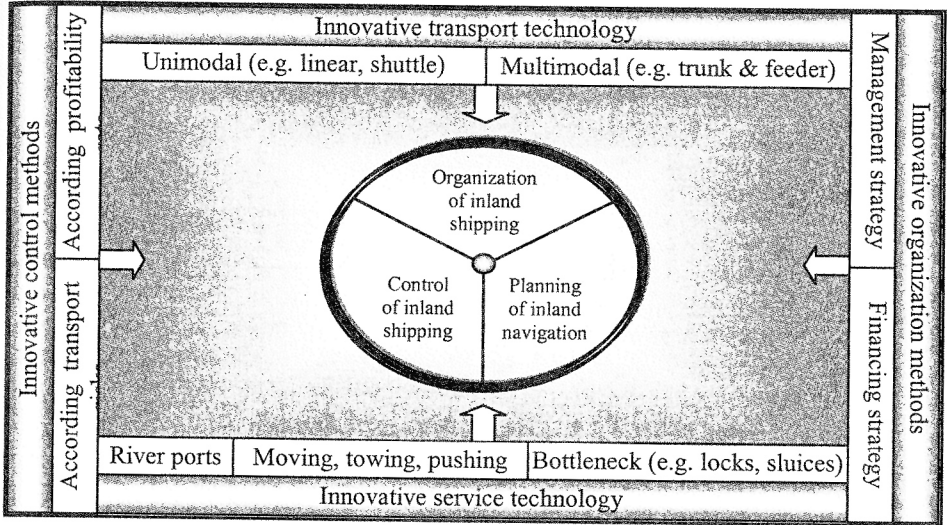 Innovative transport technology
Unimodal (e.g. linear, shuttle)
Multimodal (e.g. trunk & feeder)
Innovative control methods
According profitability
According transport
Organization
of inland
shipping
Control
of inland
shipping
Planning
of inland
navigation
Management strategy
Financing strategy
Innovative organization methods
River ports
Moving, towing, pushing
Bottleneck (e.g. locks, sluices)
Innovative service technology